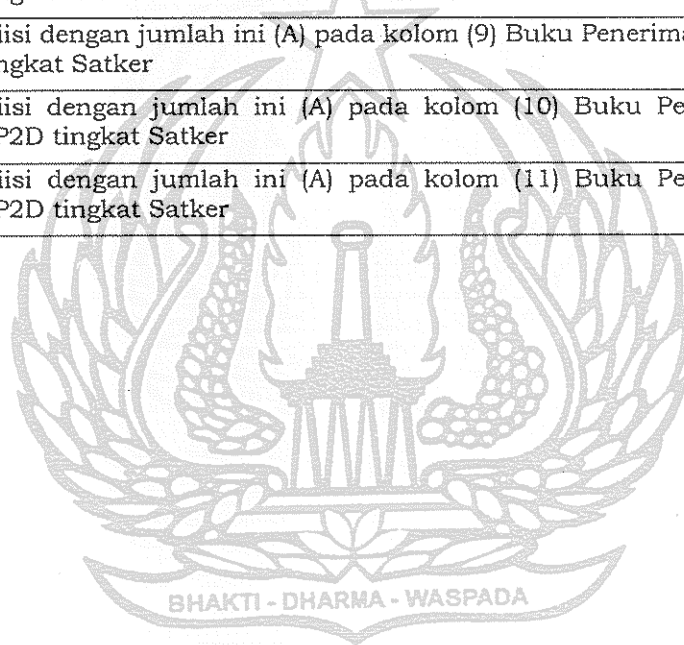 iisi dengan jumlah ini (A) pada kolom (9) Buku Penerima
ngkat Satker
iisi dengan jumlah ini (A) pada kolom (10) Buku Pe
P2D tingkat Satker
iisi dengan jumlah ini (A) pada kolom (11) Buku Pe
P2D tingkat Satker
BHAKTI - DHARMA - WASPADA